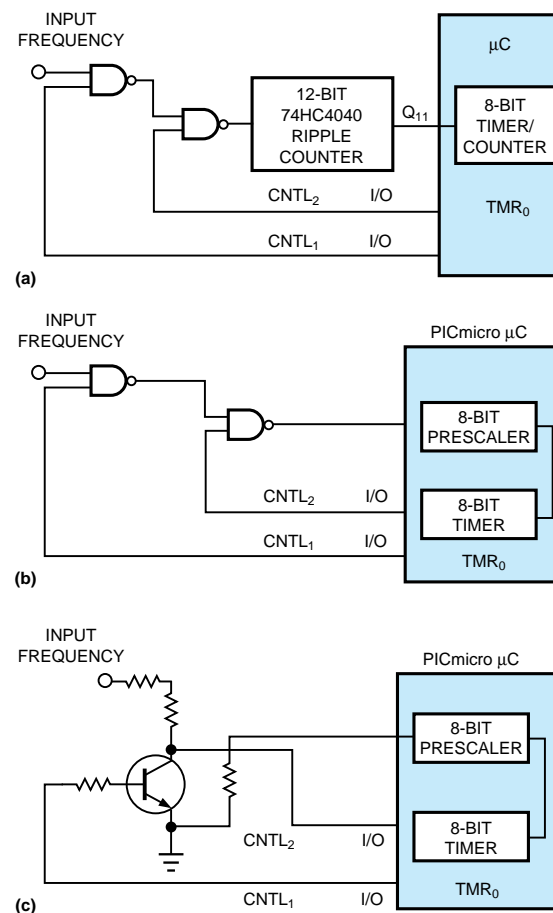 INPUT
FREQUENCY
µC
12-BIT
74HC4040
RIPPLE
COUNTER
Q11
8-BIT
TIMER/
COUNTER
CNTL2 I/O
TMR0
CNTL1 I/O
(a)
INPUT
FREQUENCY
PICmicro µC
8-BIT
PRESCALER
CNTL2 I/O
8-BIT
TIMER
CNTL1 I/O
TMR0
(b)
INPUT
FREQUENCY
PICmicro µC
8-BIT
PRESCALER
CNTL2 I/O
8-BIT
TIMER
CNTL1 I/O
TMR0
(c)